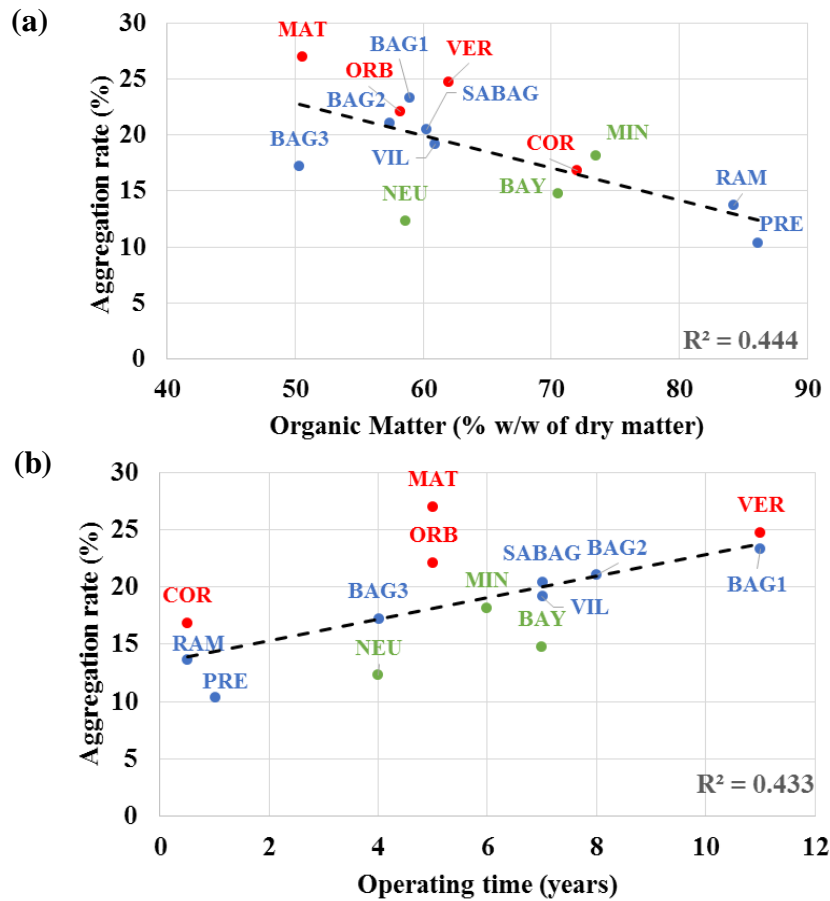 (a)
30
25
20
15
10
5
0
Aggregation rate (%)
MAT
BAG1
VER
ORB
BAG2
SABAG
BAG3
VIL
COR
MIN
NEU
BAY
RAM
PRE
R² = 0.444
40 50 60 70 80 90
Organic Matter (% w/w of dry matter)
(b)
30
25
20
15
10
5
0
Aggregation rate (%)
MAT
VER
ORB
SABAG
BAG2
COR
BAG3
MIN
VIL
BAG1
RAM
NEU
BAY
PRE
R² = 0.433
0 2 4 6 8 10 12
Operating time (years)